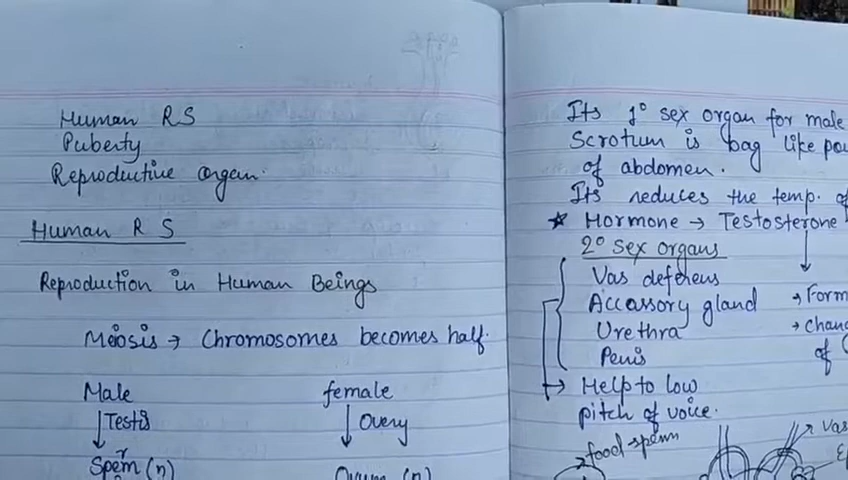 Human RS
Puberty
Reproductive organ.
Human R S
Reproduction in Human Beings
Meiosis → Chromosomes becomes half.
Male female
Testis Overy
Sperm (n) Ovum (n)
Its 1° sex organ for male
Scrotum is bag like
of abdomen.
Its reduces the temp. of
★ Hormone → Testosterone
2° sex organs
Vas deferens
Accassory gland → Form
Urethra → chan
Penis of
→ Help to low
pitch of voice.
food sperm
Vas